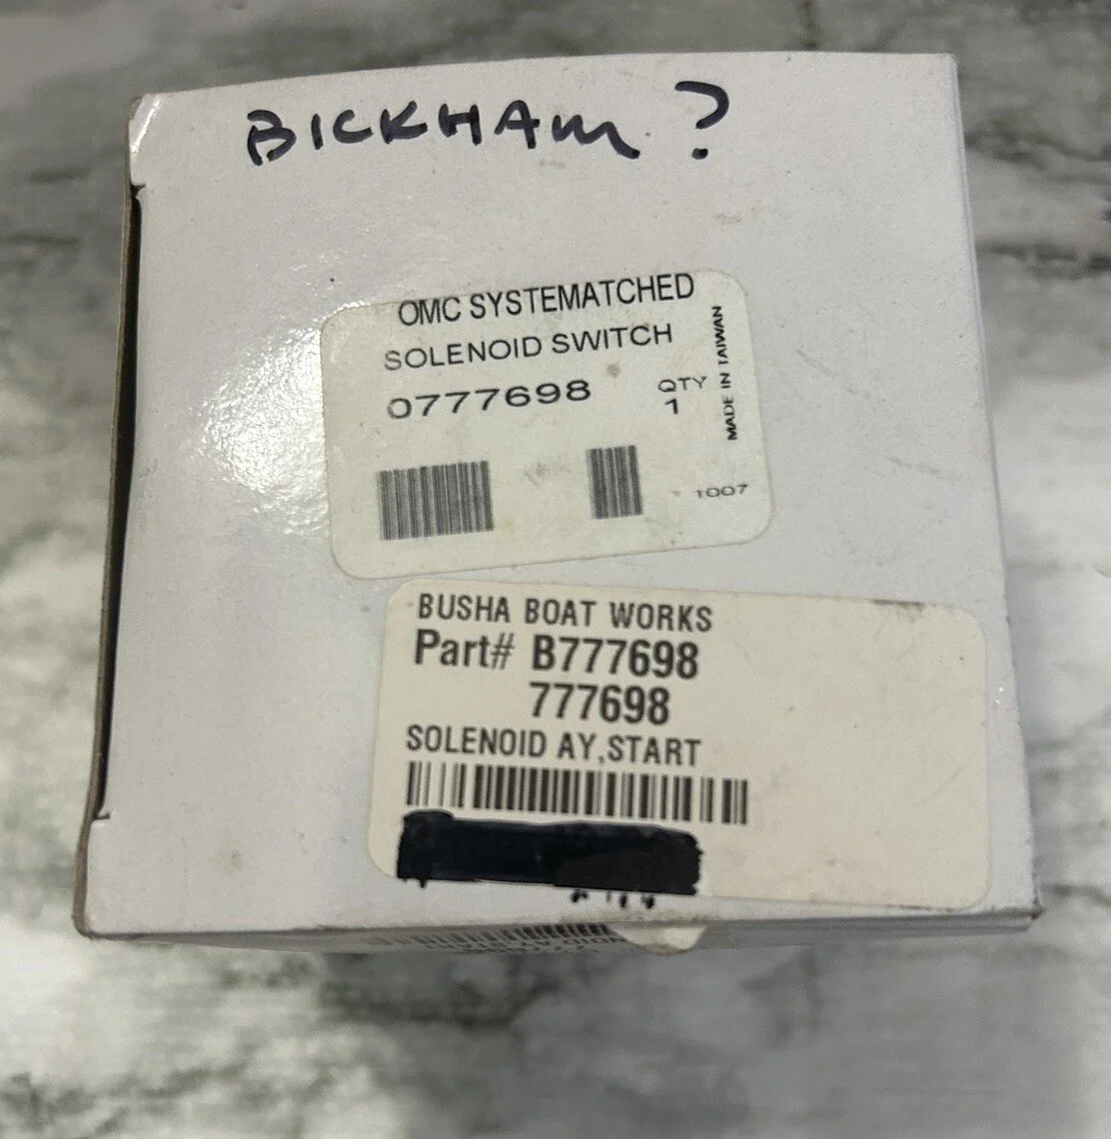 BICKHAm ?
OMC SYSTEMATCHED
SOLENOID SWITCH
0777698
QTY
1
MADE IN TAIWAN
1007
BUSHA BOAT WORKS
Part# B777698
777698
SOLENOID AY,START